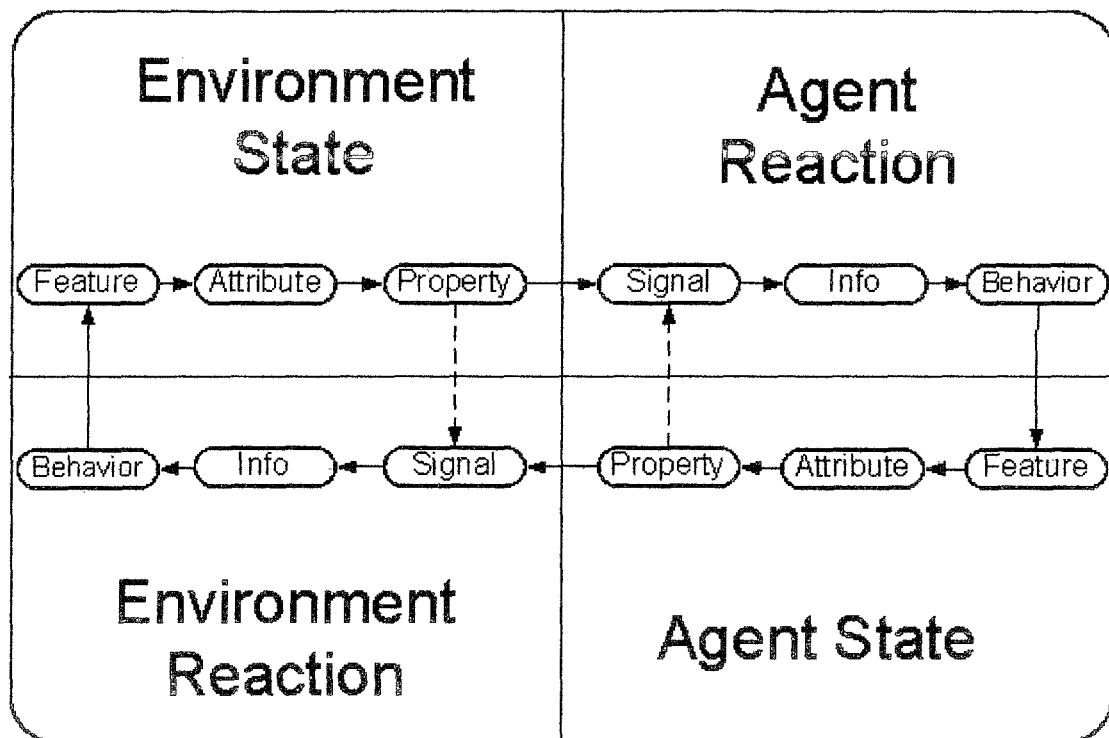 Environment
State
Agent
Reaction
Feature Attribute Property Signal Info Behavior
Behavior Info Signal Property Attribute Feature
Environment
Reaction
Agent State